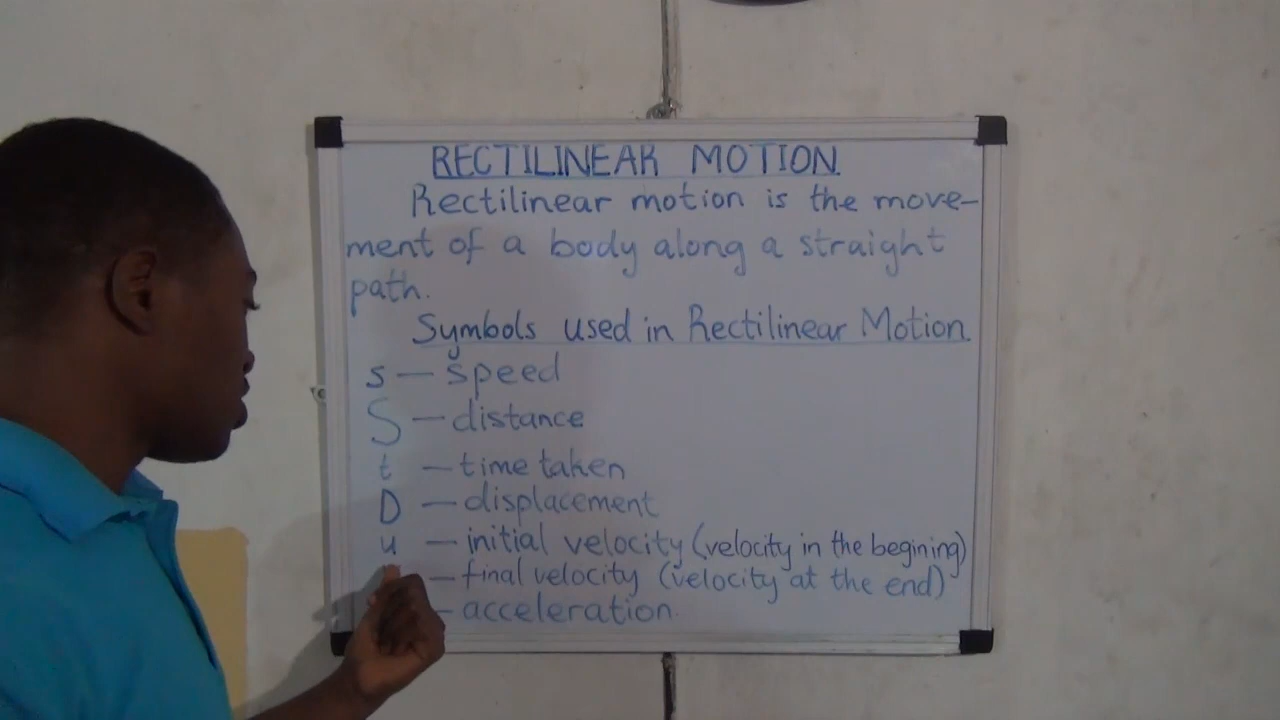 RECTILINEAR MOTION.
Rectilinear motion is the move-
ment of a body along a straight
path.
Symbols used in Rectilinear Motion.
s — speed
S — distance
t — time taken
D — displacement
u — initial velocity (velocity in the begining)
— final velocity (velocity at the end)
— acceleration